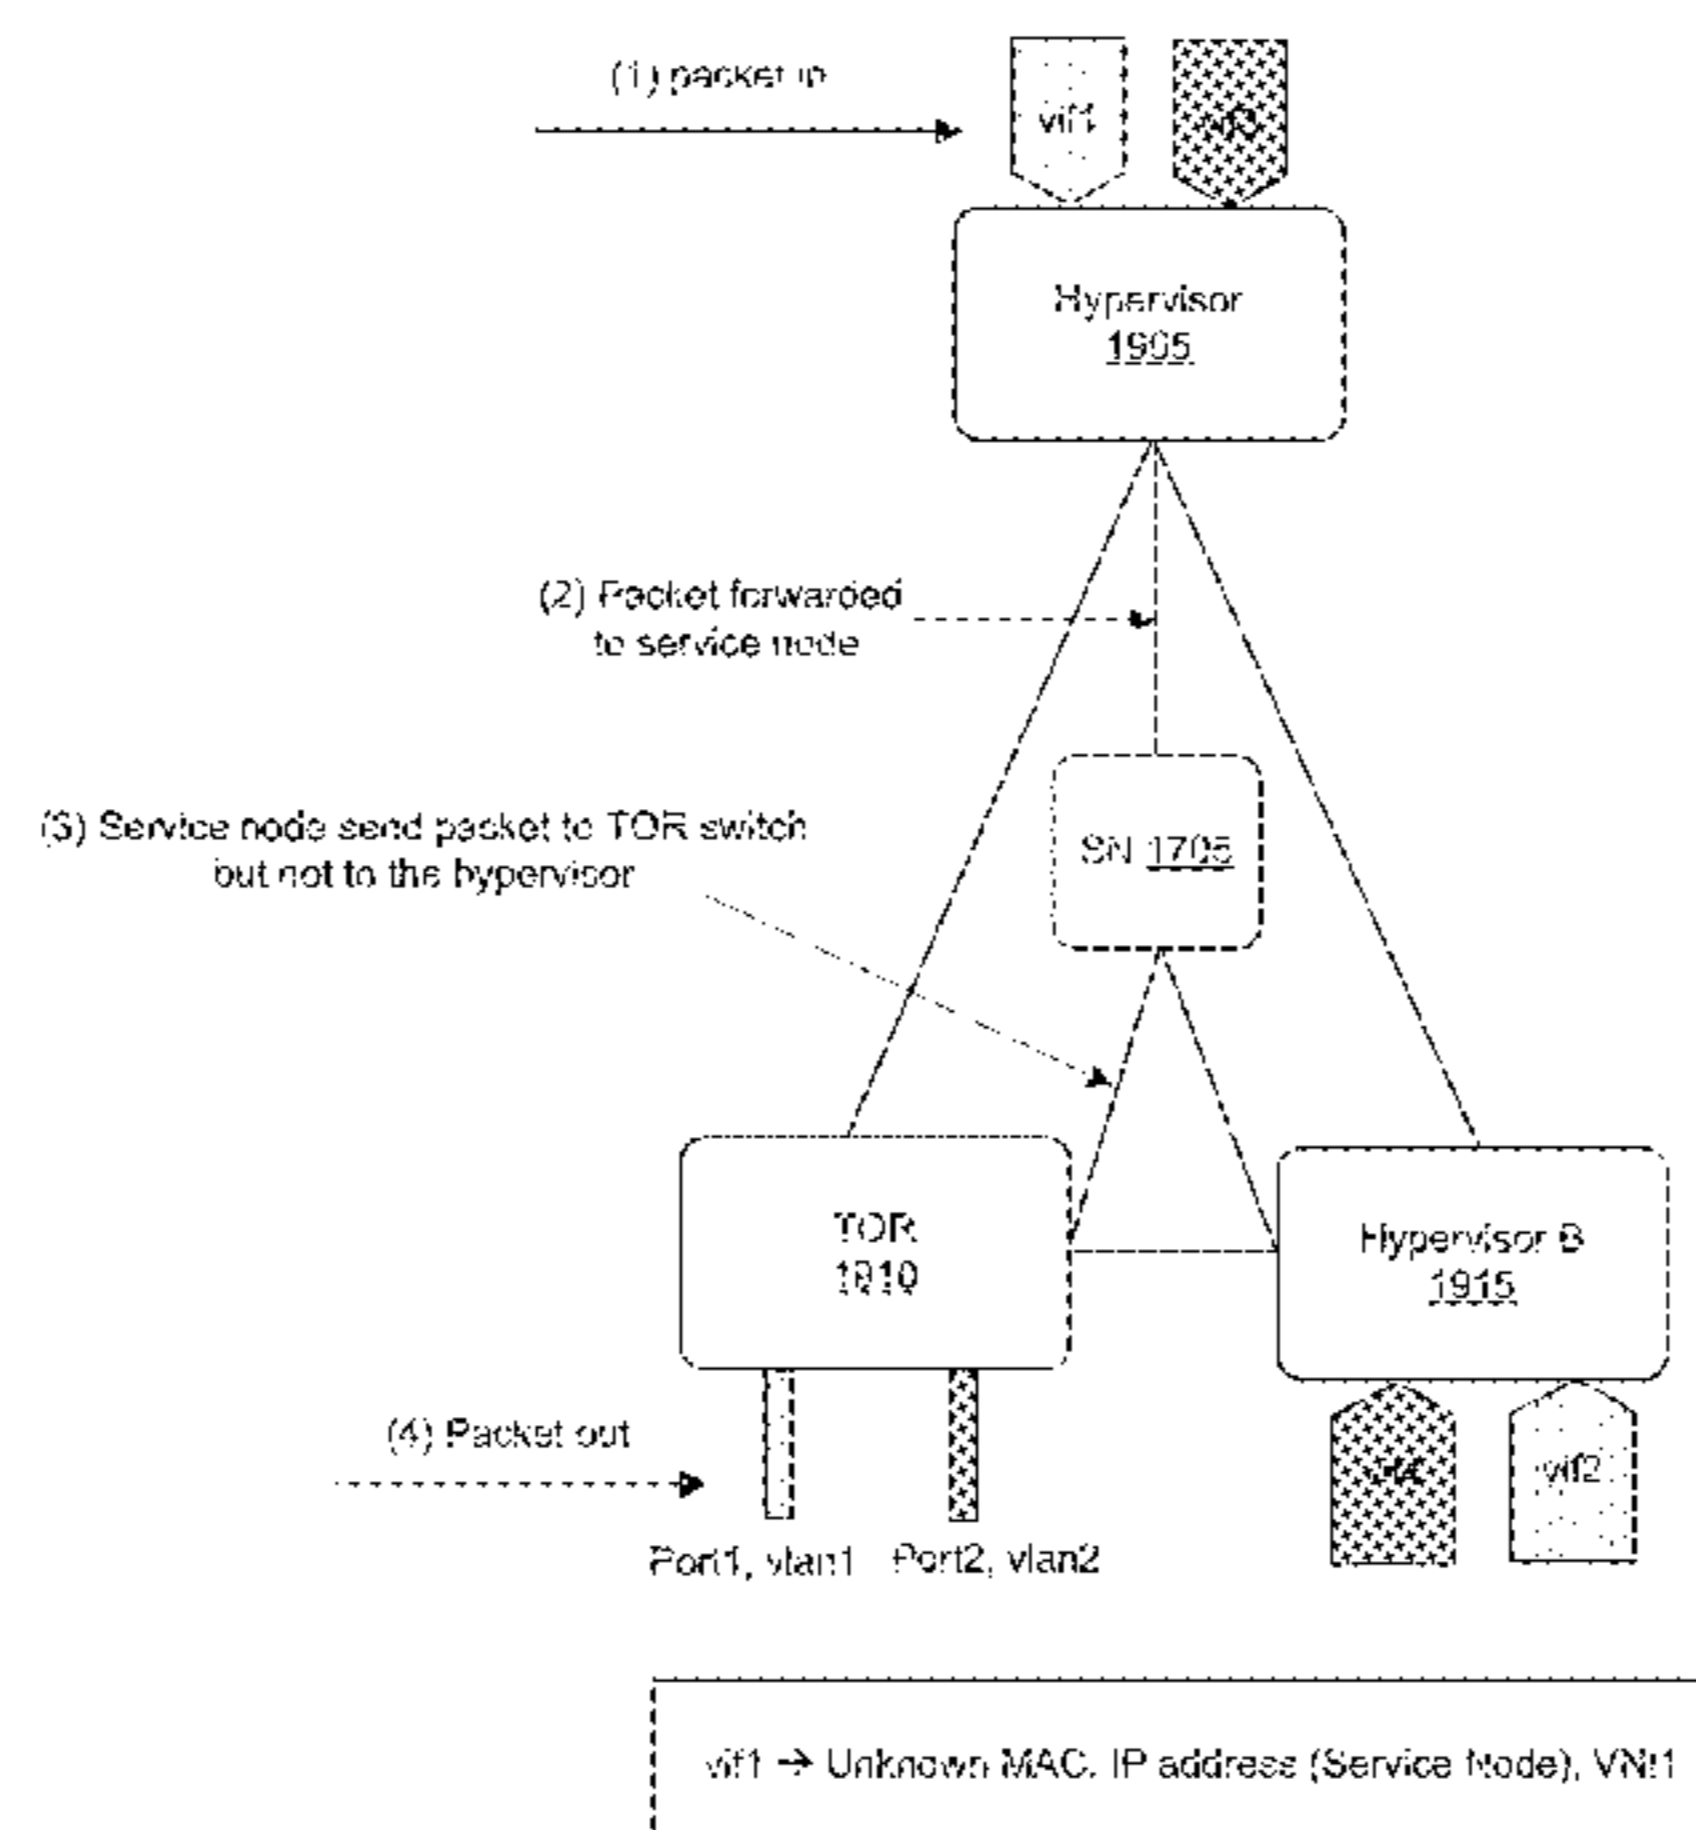 (1) packet in
vif1
Hypervisor
1905
(2) Packet forwarded
to service node
SN 1705
(3) Service node send packet to TOR switch
but not to the hypervisor
TOR
1910
Hypervisor B
1915
(4) Packet out
vif2
Port1, vlan1 Port2, vlan2
vif1 → Unknown MAC, IP address (Service Node), VNI1